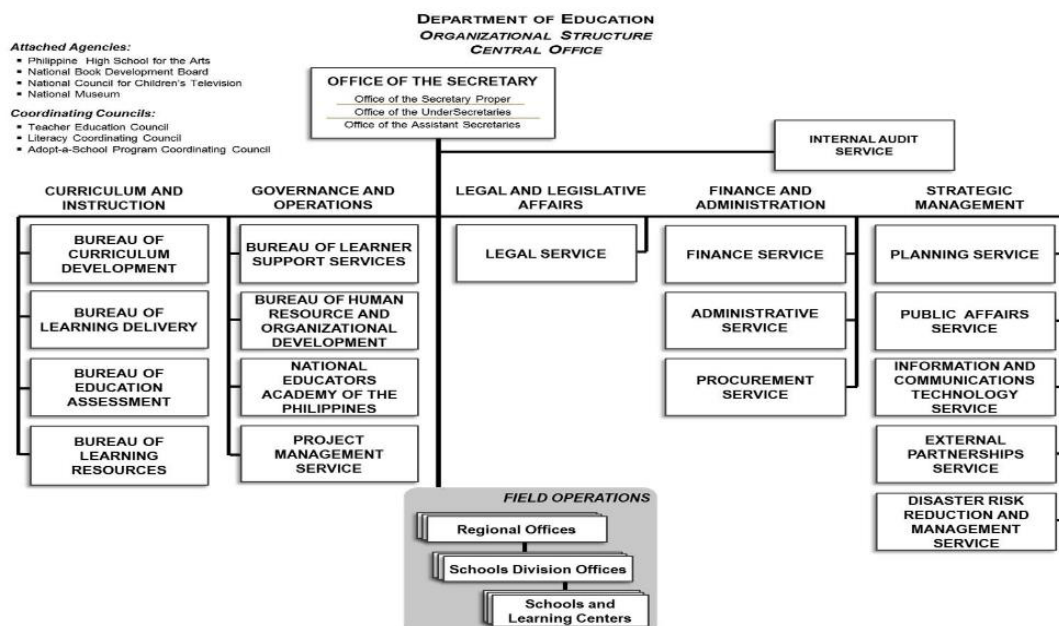 DEPARTMENT OF EDUCATION
ORGANIZATIONAL STRUCTURE
CENTRAL OFFICE
Attached Agencies:
▪ Philippine High School for the Arts
▪ National Book Development Board
▪ National Council for Children's Television
▪ National Museum
Coordinating Councils:
▪ Teacher Education Council
▪ Literacy Coordinating Council
▪ Adopt-a-School Program Coordinating Council
OFFICE OF THE SECRETARY
Office of the Secretary Proper
Office of the UnderSecretaries
Office of the Assistant Secretaries
INTERNAL AUDIT
SERVICE
CURRICULUM AND
INSTRUCTION
BUREAU OF
CURRICULUM
DEVELOPMENT
BUREAU OF
LEARNING DELIVERY
BUREAU OF
EDUCATION
ASSESSMENT
BUREAU OF
LEARNING
RESOURCES
GOVERNANCE AND
OPERATIONS
BUREAU OF LEARNER
SUPPORT SERVICES
BUREAU OF HUMAN
RESOURCE AND
ORGANIZATIONAL
DEVELOPMENT
NATIONAL
EDUCATORS
ACADEMY OF THE
PHILIPPINES
PROJECT
MANAGEMENT
SERVICE
LEGAL AND LEGISLATIVE
AFFAIRS
LEGAL SERVICE
FINANCE AND
ADMINISTRATION
FINANCE SERVICE
ADMINISTRATIVE
SERVICE
PROCUREMENT
SERVICE
STRATEGIC
MANAGEMENT
PLANNING SERVICE
PUBLIC AFFAIRS
SERVICE
INFORMATION AND
COMMUNICATIONS
TECHNOLOGY
SERVICE
EXTERNAL
PARTNERSHIPS
SERVICE
DISASTER RISK
REDUCTION AND
MANAGEMENT
SERVICE
FIELD OPERATIONS
Regional Offices
Schools Division Offices
Schools and
Learning Centers